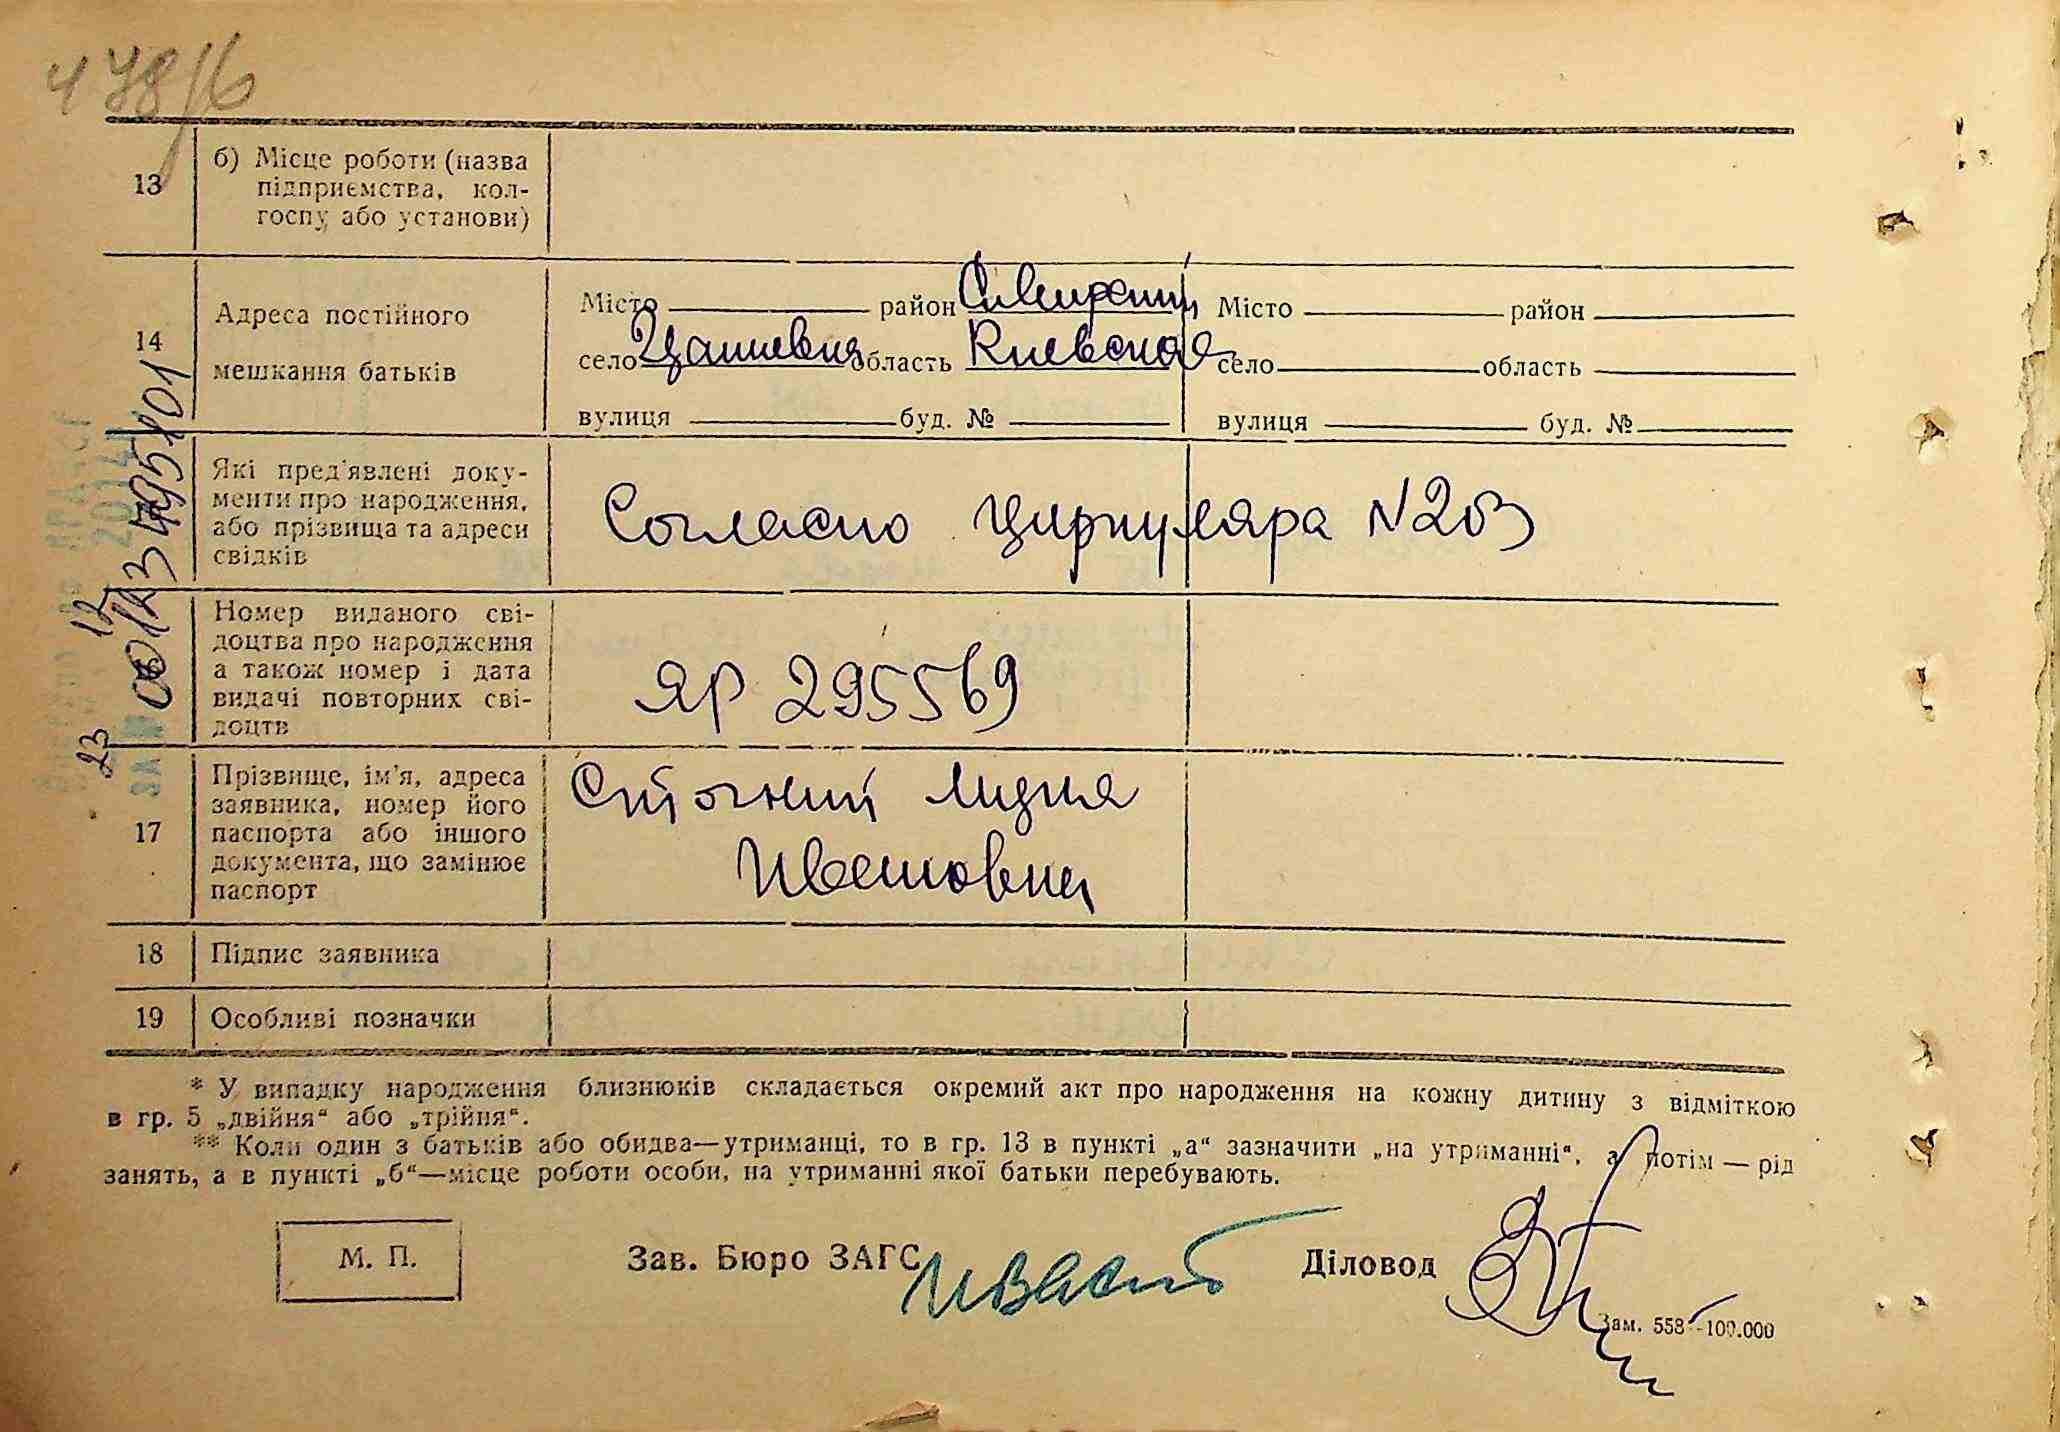 478/6
13 б) Місце роботи (назва
підприємства, кол-
госпу або установи)
14 Адреса постійного
мешкання батьків
Місто район Сквирский Місто район
село область Киевская село область
вулиця буд. № вулиця буд. №
Які пред'явлені доку-
менти про народження,
або прізвища та адреси
свідків
Согласно циркуляра N203
Номер виданого сві-
доцтва про народження
а також номер і дата
видачі повторних сві-
доцтв
ЯР 295569
17 Прізвище, ім'я, адреса
заявника, номер його
паспорта або іншого
документа, що замінює
паспорт
Лидия
Ивановна
18 Підпис заявника
19 Особливі позначки
* У випадку народження близнюків складається окремий акт про народження на кожну дитину з відміткою
в гр. 5 „двійня“ або „трійня“.
** Коли один з батьків або обидва—утриманці, то в гр. 13 в пункті „а“ зазначити „на утриманні“, а потім — рід
занять, а в пункті „б“—місце роботи особи, на утриманні якої батьки перебувають.
М. П. Зав. Бюро ЗАГС Діловод
Зам. 558—100.000